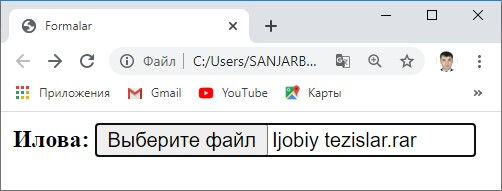 Formalar
Файл C:/Users/SANJARB...
Приложения Gmail YouTube Карты
Илова: Выберите файл Ijobiy tezislar.rar